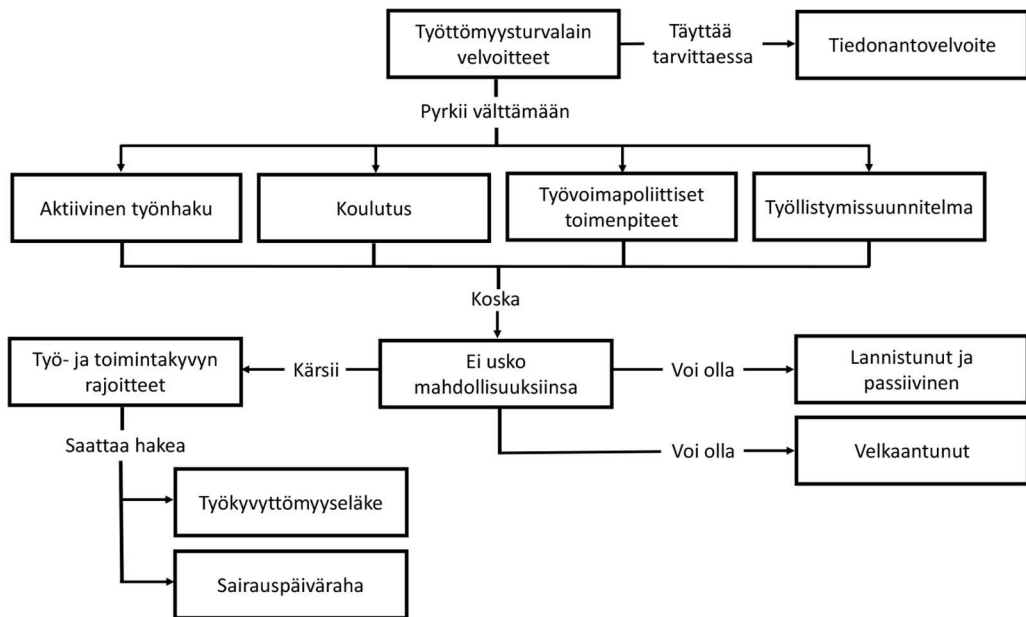 Työttömyysturvalain
velvoitteet
Täyttää
tarvittaessa
Tiedonantovelvoite
Pyrkii välttämään
Aktiivinen työnhaku
Koulutus
Työvoimapoliittiset
toimenpiteet
Työllistymissuunnitelma
Koska
Työ- ja toimintakyvyn
rajoitteet
Kärsii
Ei usko
mahdollisuuksiinsa
Voi olla
Lannistunut ja
passiivinen
Saattaa hakea
Voi olla
Velkaantunut
Työkyvyttömyyseläke
Sairauspäiväraha